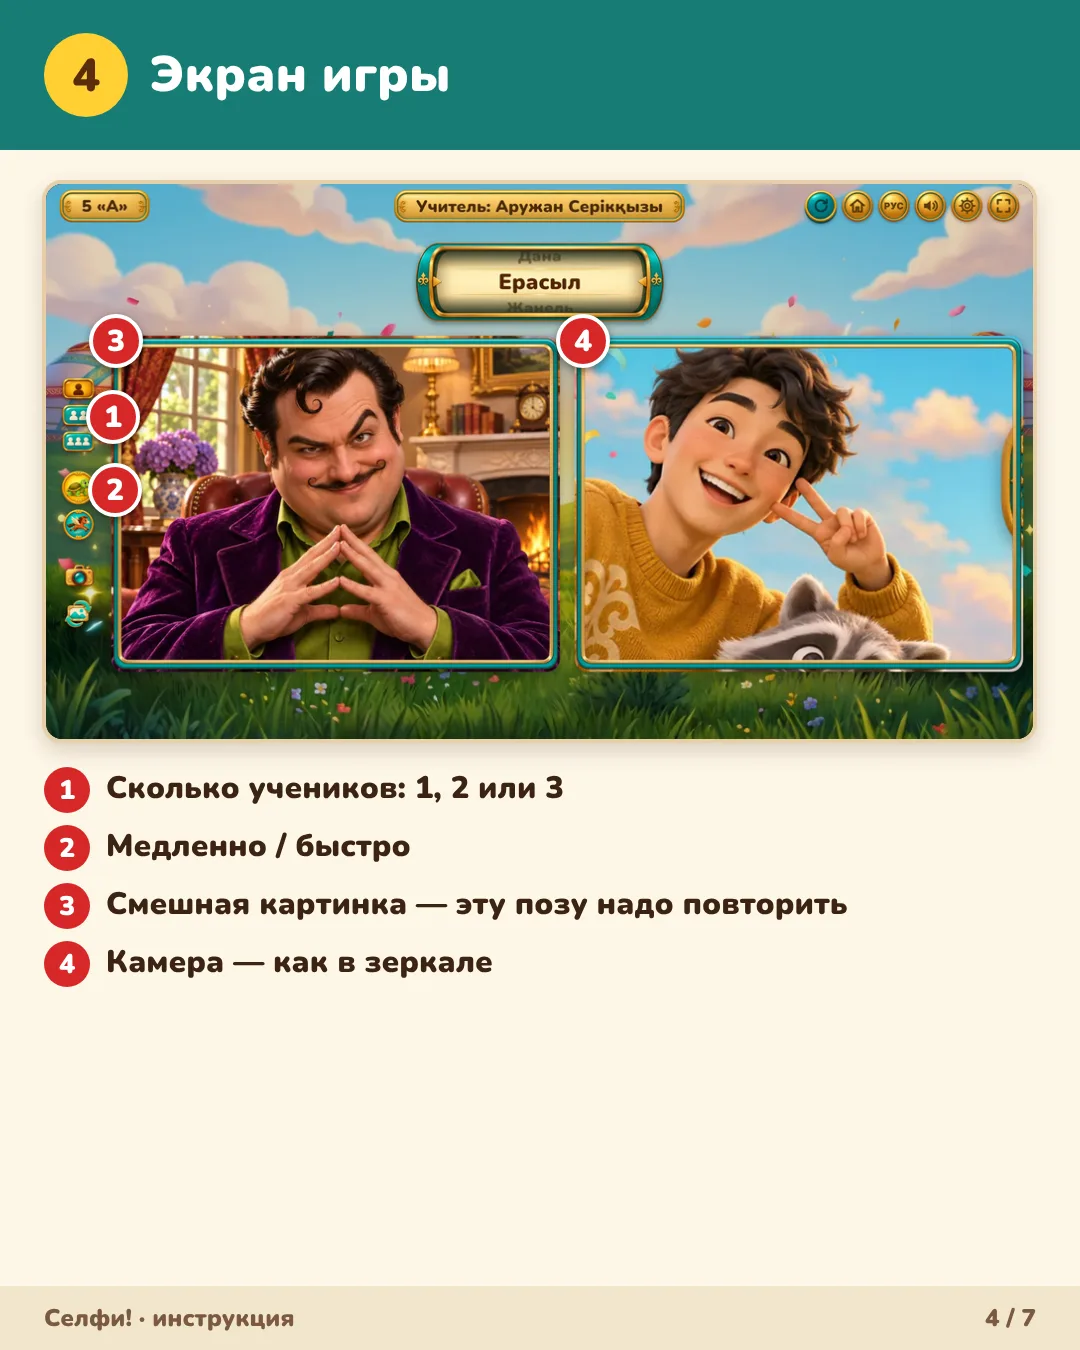 4 Экран игры
5 «А»
Учитель: Аружан Серікқызы
РУС
Дана
Ерасыл
Жанель
3
4
1
2
1 Сколько учеников: 1, 2 или 3
2 Медленно / быстро
3 Смешная картинка — эту позу надо повторить
4 Камера — как в зеркале
Селфи! · инструкция
4 / 7